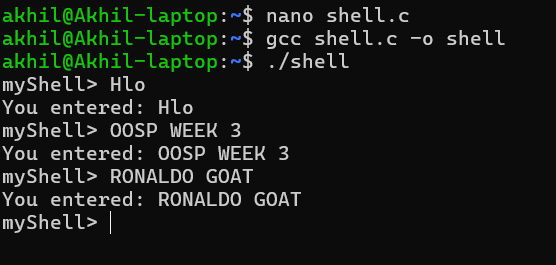 akhil@Akhil-laptop:~$ nano shell.c
akhil@Akhil-laptop:~$ gcc shell.c -o shell
akhil@Akhil-laptop:~$ ./shell
myShell> Hlo
You entered: Hlo
myShell> OOSP WEEK 3
You entered: OOSP WEEK 3
myShell> RONALDO GOAT
You entered: RONALDO GOAT
myShell>